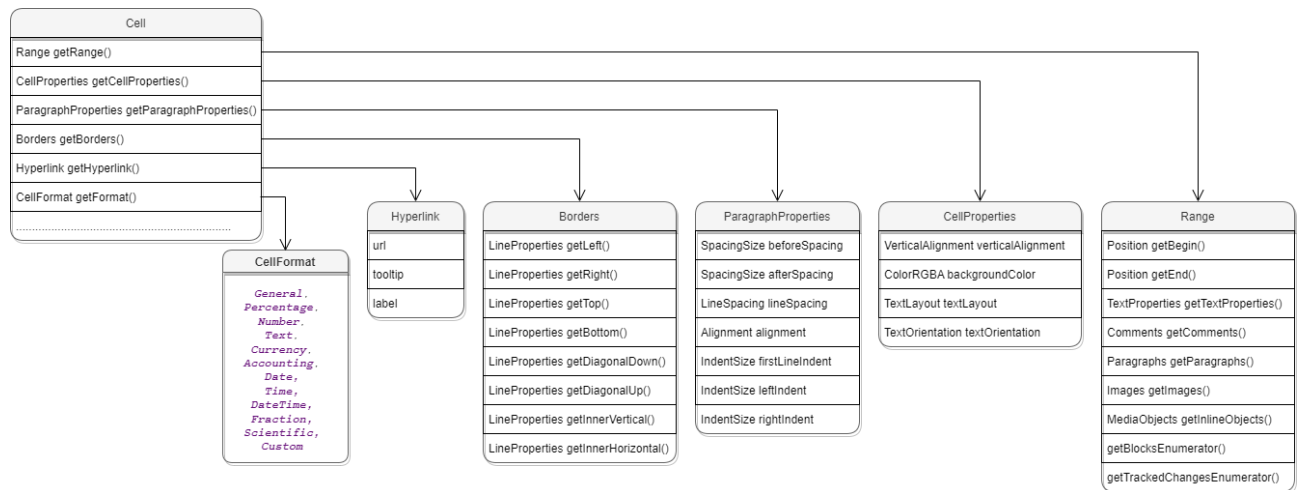 Cell
Range getRange()
CellProperties getCellProperties()
ParagraphProperties getParagraphProperties()
Borders getBorders()
Hyperlink getHyperlink()
CellFormat getFormat()
....................................................................
CellFormat
General.
Percentage.
Number.
Text.
Currency.
Accounting.
Date,
Time,
DateTime,
Fraction,
Scientific,
Custom
Hyperlink
url
tooltip
label
Borders
LineProperties getLeft()
LineProperties getRight()
LineProperties getTop()
LineProperties getBottom()
LineProperties getDiagonalDown()
LineProperties getDiagonalUp()
LineProperties getInnerVertical()
LineProperties getInnerHorizontal()
ParagraphProperties
SpacingSize beforeSpacing
SpacingSize afterSpacing
LineSpacing lineSpacing
Alignment alignment
IndentSize firstLineIndent
IndentSize leftIndent
IndentSize rightIndent
CellProperties
VerticalAlignment verticalAlignment
ColorRGBA backgroundColor
TextLayout textLayout
TextOrientation textOrientation
Range
Position getBegin()
Position getEnd()
TextProperties getTextProperties()
Comments getComments()
Paragraphs getParagraphs()
Images getImages()
MediaObjects getInlineObjects()
getBlocksEnumerator()
getTrackedChangesEnumerator()